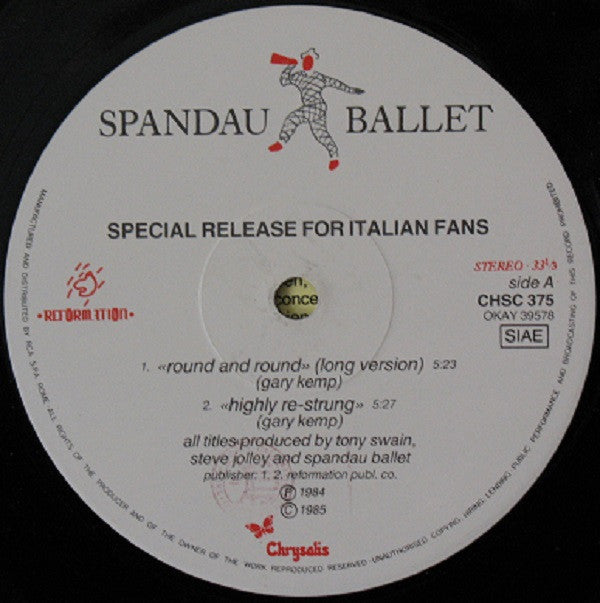 SPANDAU BALLET
SPECIAL RELEASE FOR ITALIAN FANS
•REFORMATION•
STEREO · 33⅓
side A
CHSC 375
OKAY 39578
SIAE
en,
conce
1. «round and round» (long version) 5:23
(gary kemp)
2. «highly re-strung» 5:27
(gary kemp)
all titles produced by tony swain,
steve jolley and spandau ballet
publisher: 1. 2. reformation publ. co.
Ⓟ 1984
© 1985
Chrysalis
MANUFACTURED AND DISTRIBUTED BY RCA S.P.A. ROME·ALL RIGHTS OF THE PRODUCER AND OF THE OWNER OF THE WORK REPRODUCED RESERVED·UNAUTHORISED COPYING HIRING LENDING PUBLIC PERFORMANCE AND BROADCASTING OF THIS RECORD PROHIBITED.